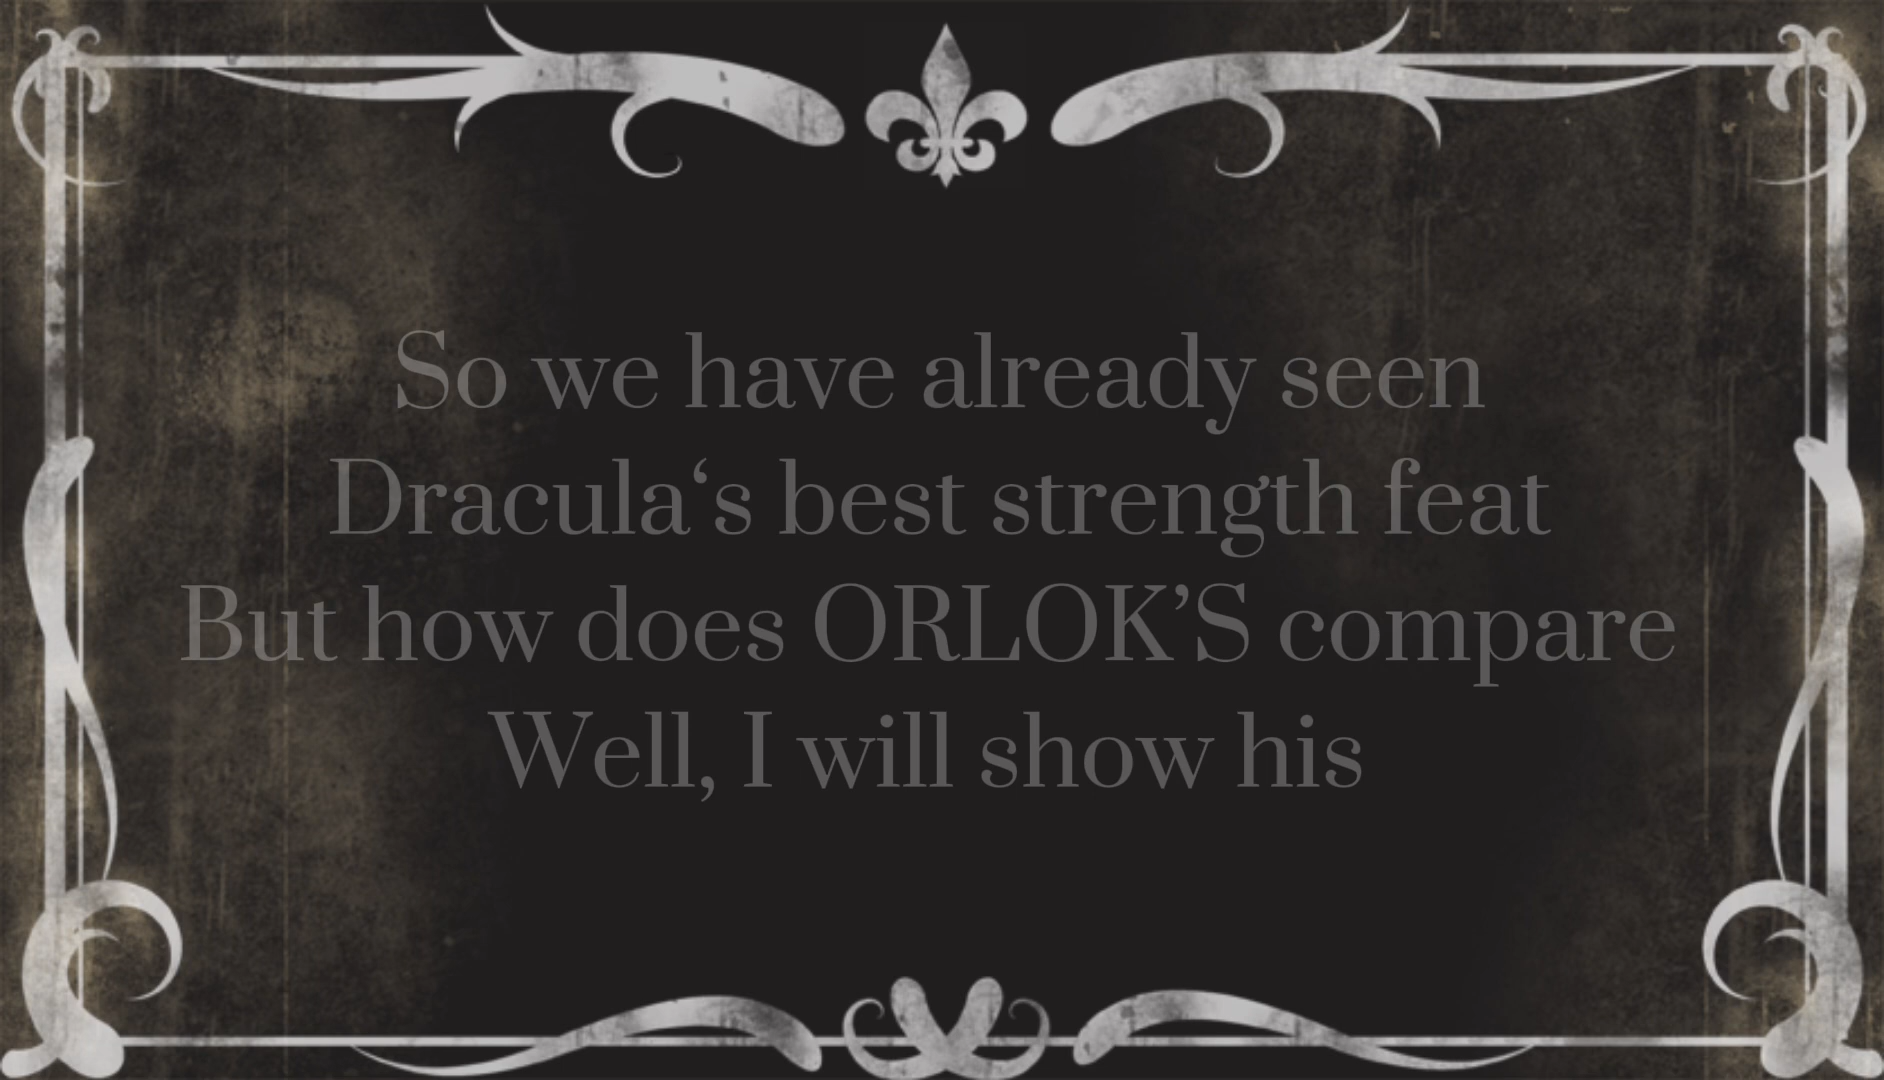 So we have already seen
Dracula‘s best strength feat
But how does ORLOK’S compare
Well, I will show his